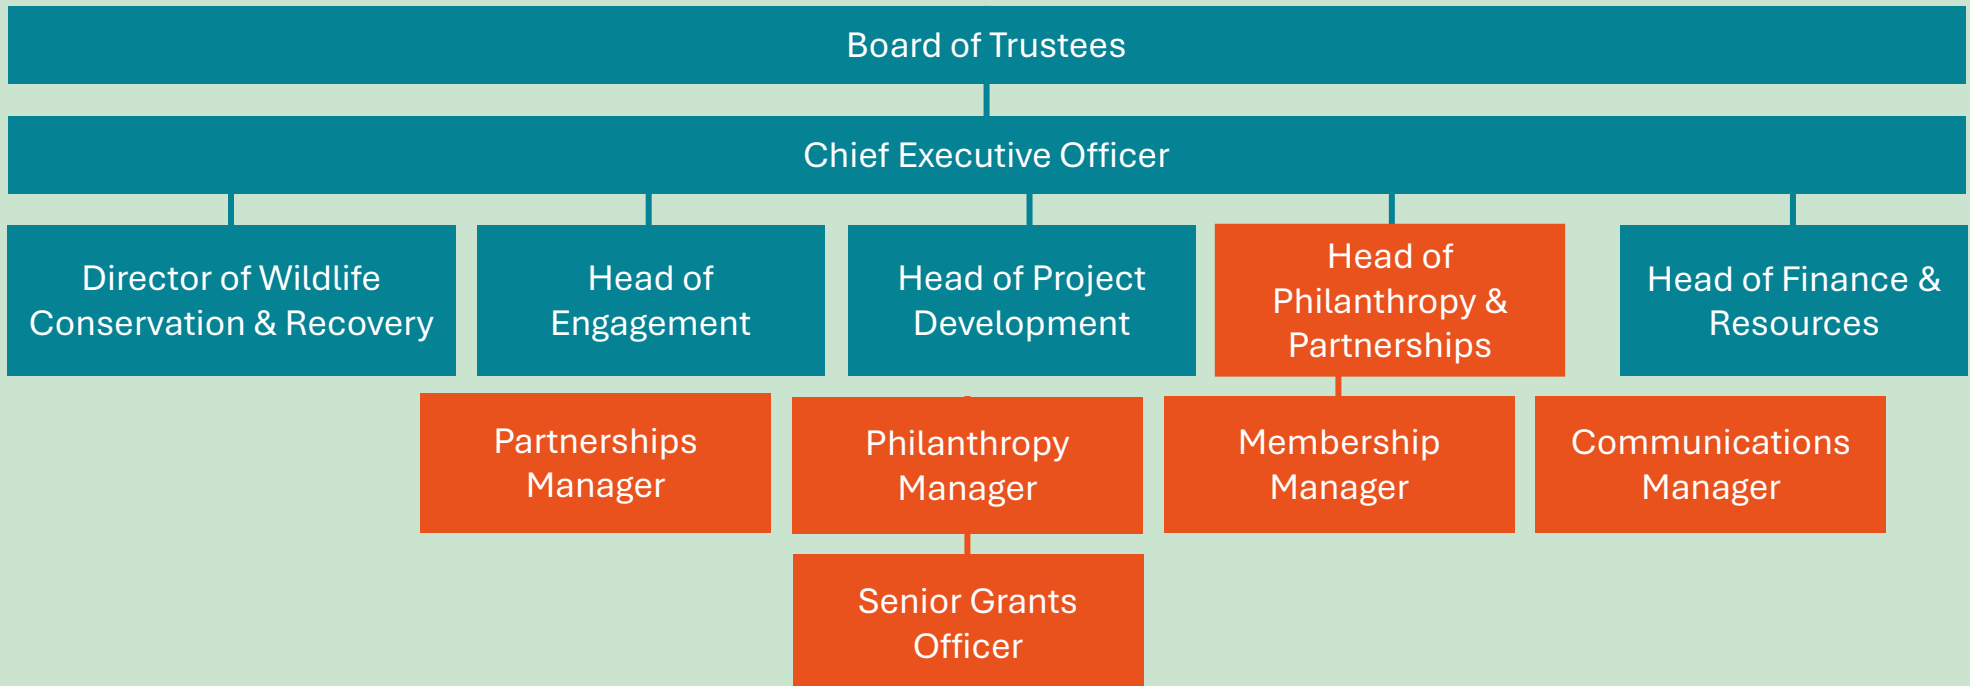 Board of Trustees
Chief Executive Officer
Director of Wildlife
Conservation & Recovery
Head of
Engagement
Head of Project
Development
Head of
Philanthropy &
Partnerships
Head of Finance &
Resources
Partnerships
Manager
Philanthropy
Manager
Membership
Manager
Communications
Manager
Senior Grants
Officer